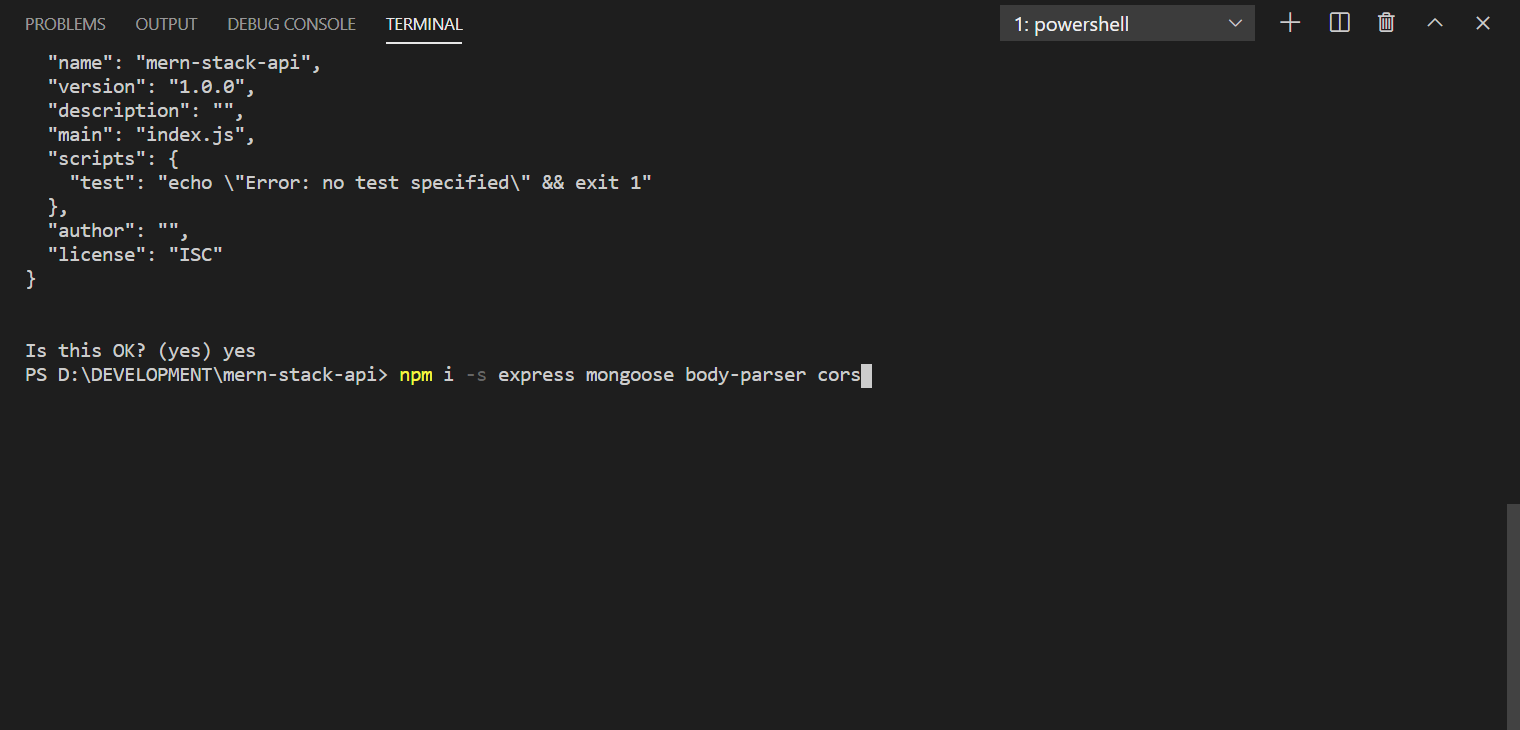 PROBLEMS OUTPUT DEBUG CONSOLE TERMINAL 1: powershell
  "name": "mern-stack-api",
  "version": "1.0.0",
  "description": "",
  "main": "index.js",
  "scripts": {
    "test": "echo \"Error: no test specified\" && exit 1"
  },
  "author": "",
  "license": "ISC"
}
Is this OK? (yes) yes
PS D:\DEVELOPMENT\mern-stack-api> npm i -s express mongoose body-parser cors